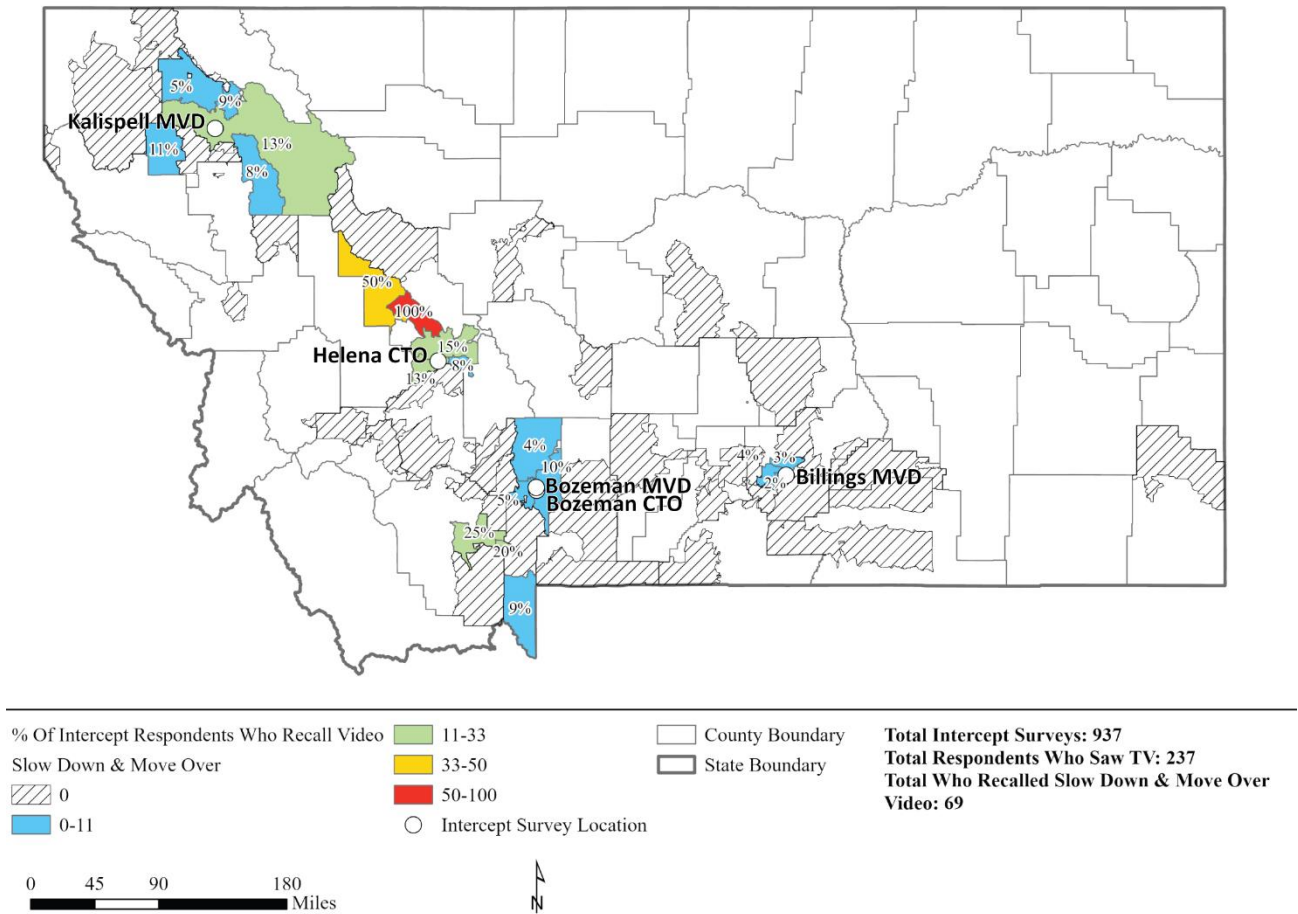 5%
9%
Kalispell MVD
13%
11%
8%
50%
100%
15%
Helena CTO
8%
13%
4%
10%
4%
3%
Billings MVD
2%
Bozeman MVD
5%
Bozeman CTO
25%
20%
9%
% Of Intercept Respondents Who Recall Video
Slow Down & Move Over
0
0-11
11-33
33-50
50-100
Intercept Survey Location
County Boundary
State Boundary
Total Intercept Surveys: 937
Total Respondents Who Saw TV: 237
Total Who Recalled Slow Down & Move Over
Video: 69
0 45 90 180
Miles
N